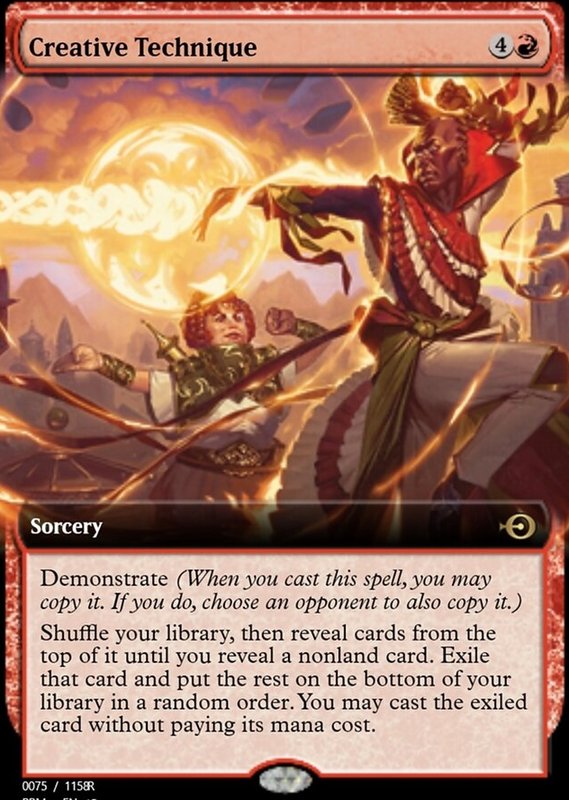 Creative Technique 4
Sorcery
Demonstrate (When you cast this spell, you may
copy it. If you do, choose an opponent to also copy it.)
Shuffle your library, then reveal cards from the
top of it until you reveal a nonland card. Exile
that card and put the rest on the bottom of your
library in a random order. You may cast the exiled
card without paying its mana cost.
0075 / 1158R